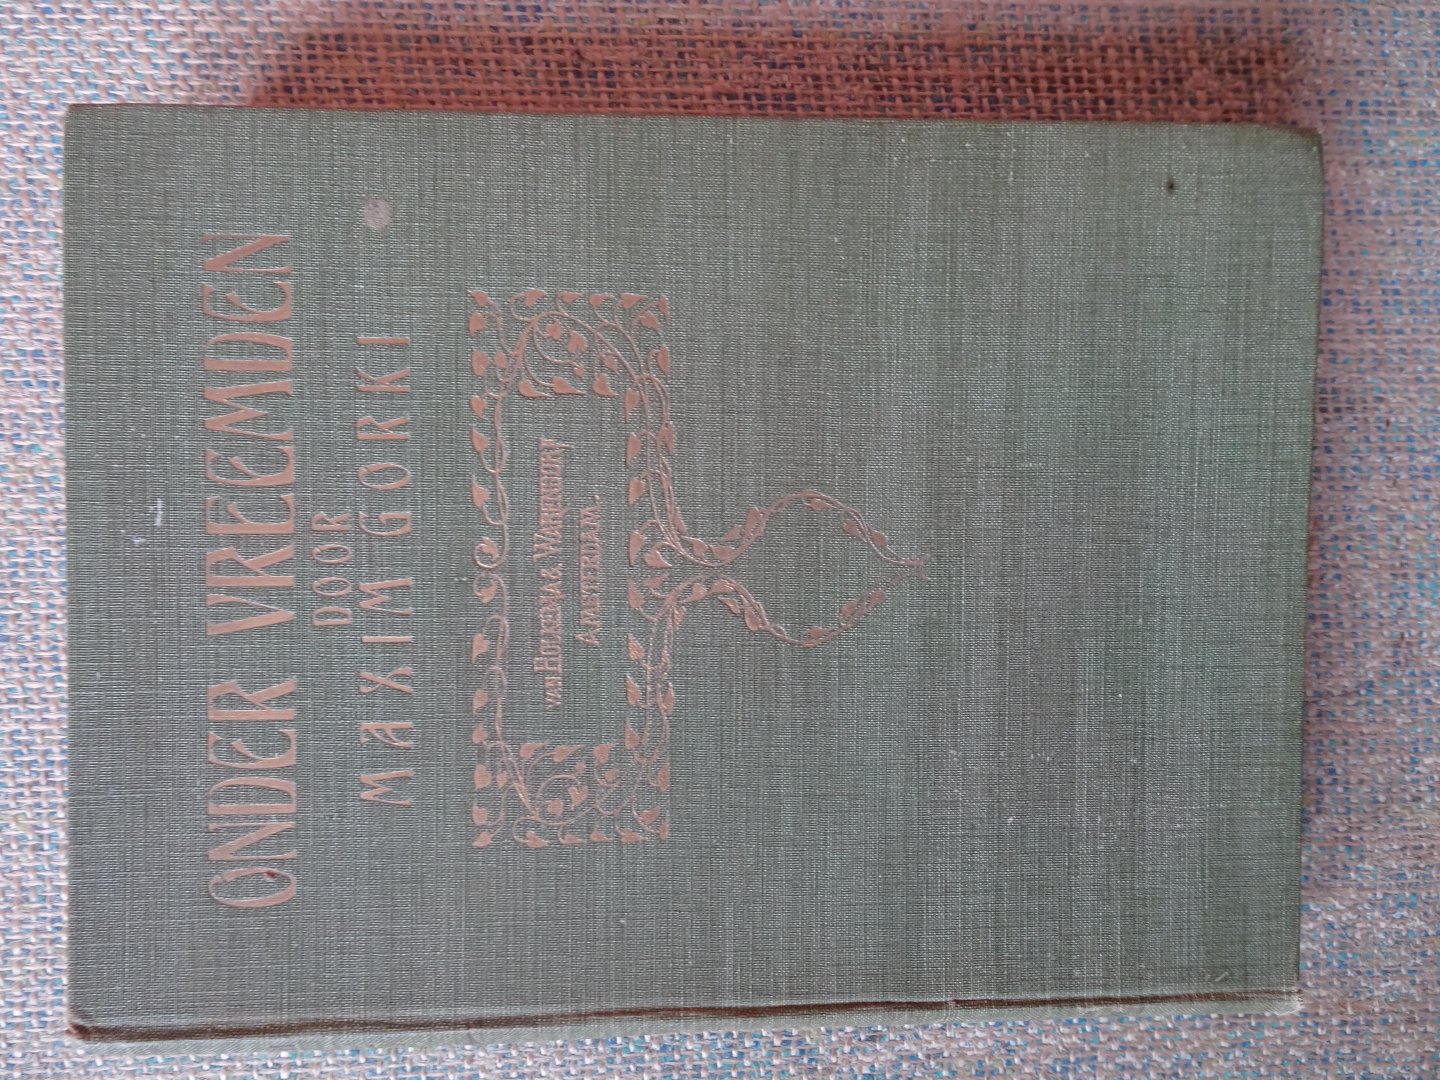 ONDER VREEMDEN
DOOR
MAXIM GORKI
VAN HOLKEMA & WARENDORF
AMSTERDAM.